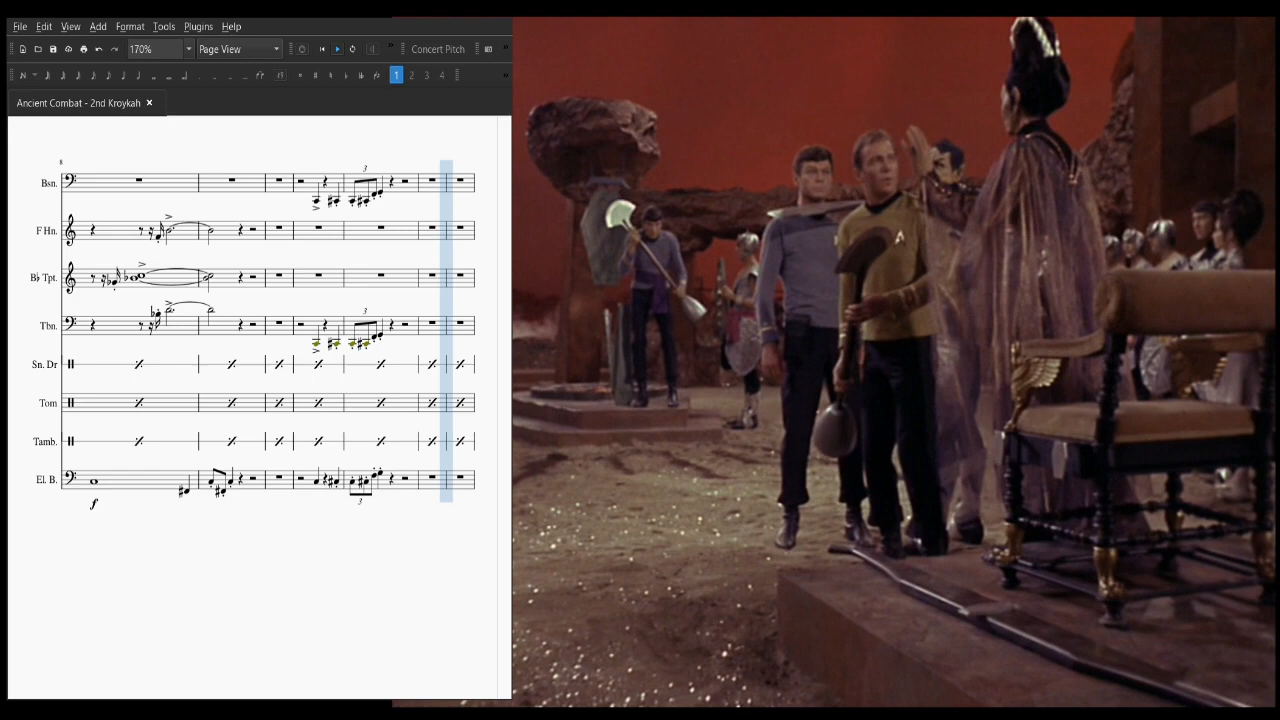 File Edit View Add Format Tools Plugins Help
170% Page View Concert Pitch
1 2 3 4
Ancient Combat - 2nd Kroykah
8
Bsn. 3
F Hn.
B♭ Tpt.
Tbn. 3
Sn. Dr
Tom
Tamb.
El. B.
f 3